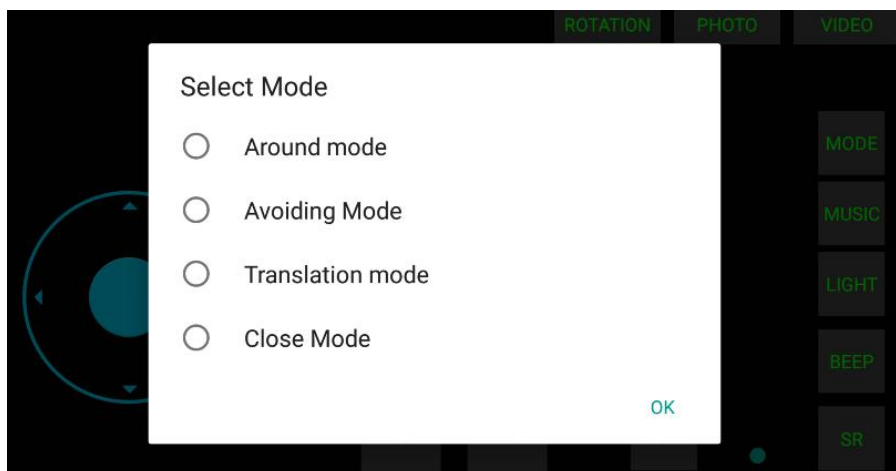 ROTATION PHOTO VIDEO
Select Mode
Around mode
MODE
Avoiding Mode
MUSIC
Translation mode
LIGHT
Close Mode
BEEP
OK
SR